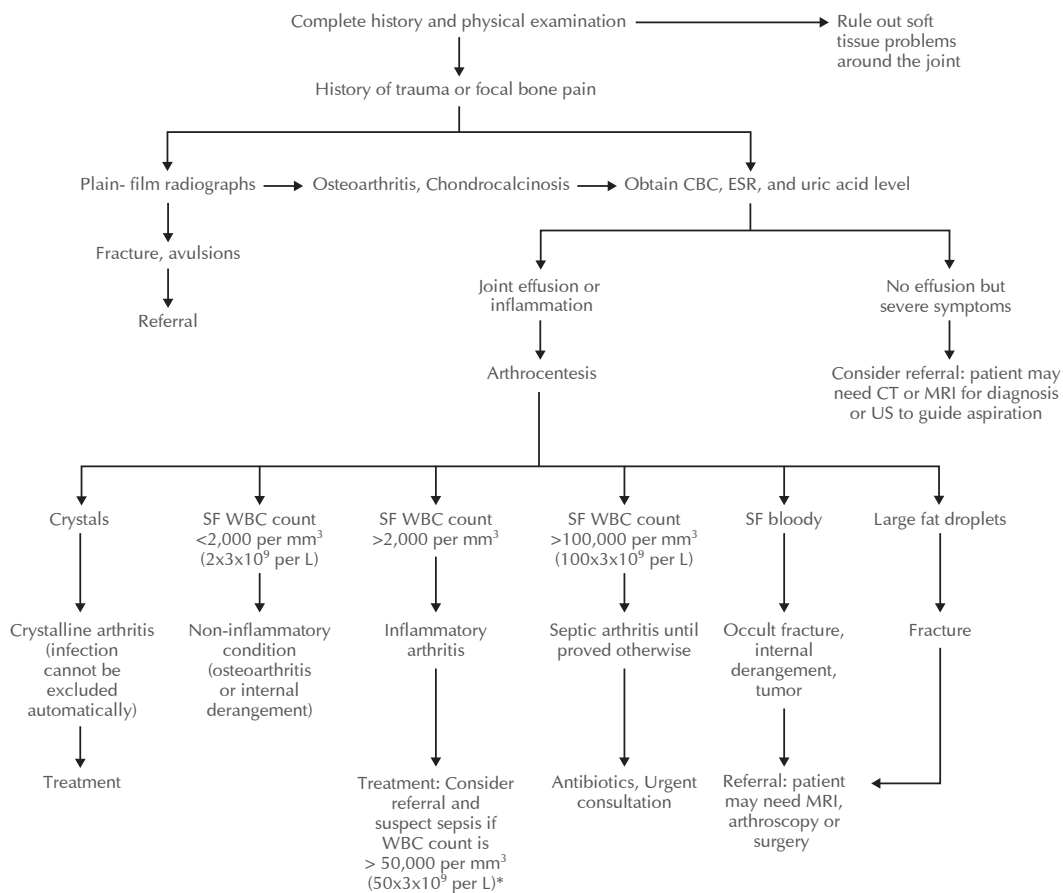 Complete history and physical examination
Rule out soft
tissue problems
around the joint
History of trauma or focal bone pain
Plain- film radiographs
Osteoarthritis, Chondrocalcinosis
Obtain CBC, ESR, and uric acid level
Fracture, avulsions
Referral
Joint effusion or
inflammation
No effusion but
severe symptoms
Arthrocentesis
Consider referral: patient may
need CT or MRI for diagnosis
or US to guide aspiration
Crystals
SF WBC count
<2,000 per mm³
(2x3x10⁹ per L)
SF WBC count
>2,000 per mm³
SF WBC count
>100,000 per mm³
(100x3x10⁹ per L)
SF bloody
Large fat droplets
Crystalline arthritis
(infection
cannot be
excluded
automatically)
Non-inflammatory
condition
(osteoarthritis
or internal
derangement)
Inflammatory
arthritis
Septic arthritis until
proved otherwise
Occult fracture,
internal
derangement,
tumor
Fracture
Treatment
Treatment: Consider
referral and
suspect sepsis if
WBC count is
> 50,000 per mm³
(50x3x10⁹ per L)*
Antibiotics, Urgent
consultation
Referral: patient
may need MRI,
arthroscopy or
surgery